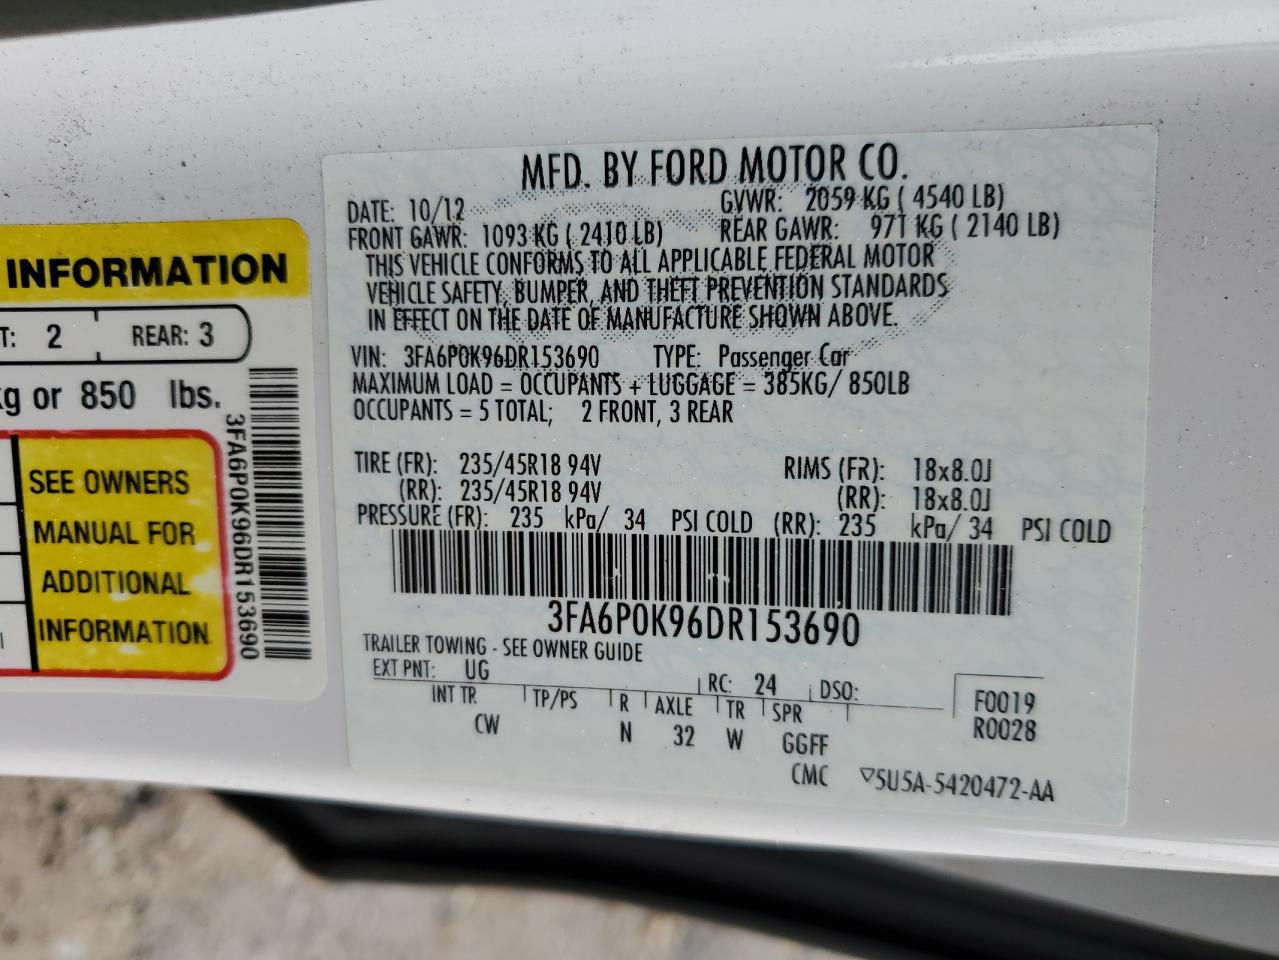 INFORMATION
T: 2 REAR: 3
kg or 850 lbs.
SEE OWNERS
MANUAL FOR
ADDITIONAL
INFORMATION
3FA6P0K96DR153690
MFD. BY FORD MOTOR CO.
DATE: 10/12 GVWR: 2059 KG ( 4540 LB)
FRONT GAWR: 1093 KG ( 2410 LB) REAR GAWR: 971 KG ( 2140 LB)
THIS VEHICLE CONFORMS TO ALL APPLICABLE FEDERAL MOTOR
VEHICLE SAFETY, BUMPER, AND THEFT PREVENTION STANDARDS
IN EFFECT ON THE DATE OF MANUFACTURE SHOWN ABOVE.
VIN: 3FA6P0K96DR153690 TYPE: Passenger Car
MAXIMUM LOAD = OCCUPANTS + LUGGAGE = 385KG/ 850LB
OCCUPANTS = 5 TOTAL; 2 FRONT, 3 REAR
TIRE (FR): 235/45R18 94V RIMS (FR): 18x8.0J
(RR): 235/45R18 94V (RR): 18x8.0J
PRESSURE (FR): 235 kPa/ 34 PSI COLD (RR): 235 kPa/ 34 PSI COLD
3FA6P0K96DR153690
TRAILER TOWING - SEE OWNER GUIDE
EXT PNT: UG RC: 24 DSO: F0019
INT TR TP/PS R AXLE TR SPR R0028
CW N 32 W GGFF
CMC ▽5U5A-5420472-AA